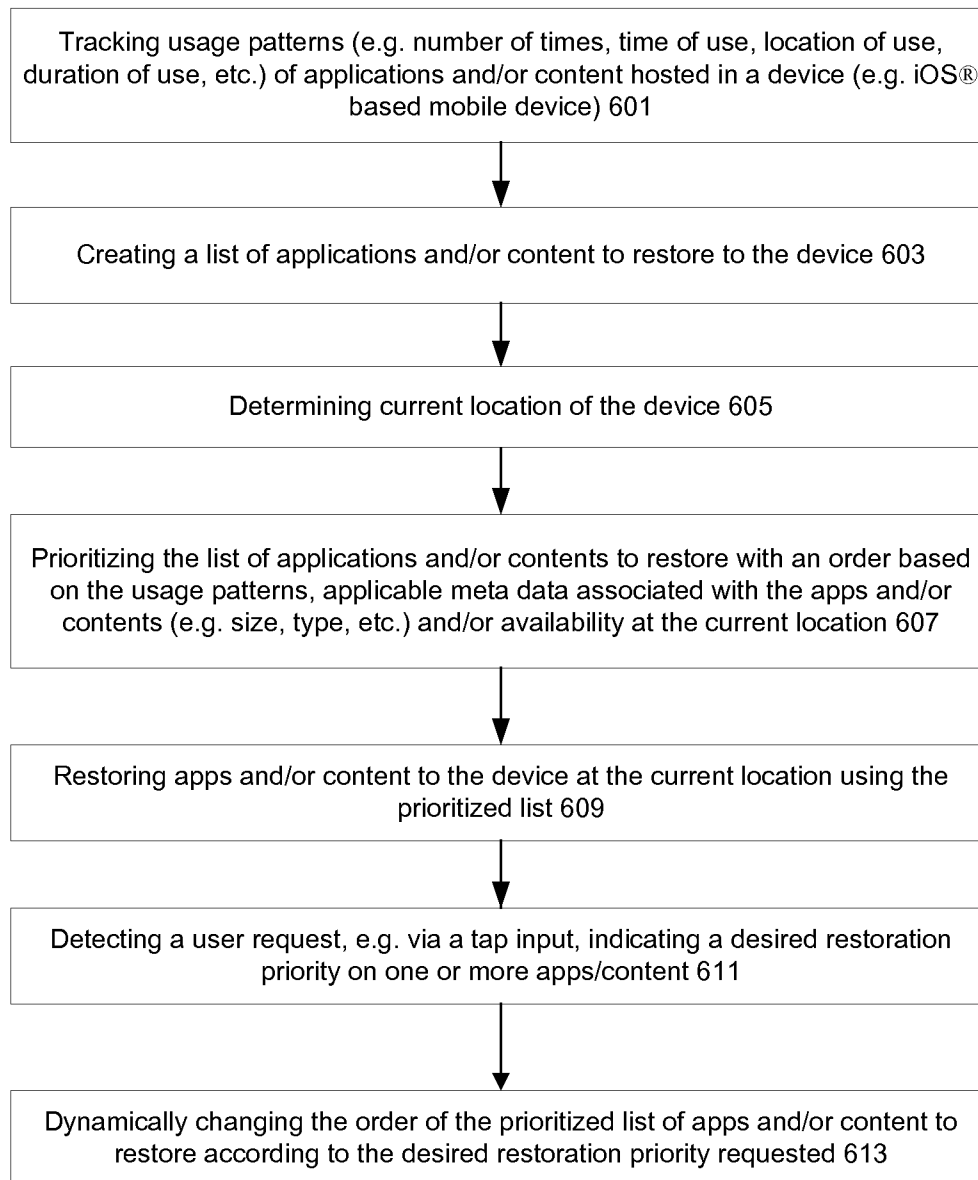 Tracking usage patterns (e.g. number of times, time of use, location of use,
duration of use, etc.) of applications and/or content hosted in a device (e.g. iOS®
based mobile device) 601
Creating a list of applications and/or content to restore to the device 603
Determining current location of the device 605
Prioritizing the list of applications and/or contents to restore with an order based
on the usage patterns, applicable meta data associated with the apps and/or
contents (e.g. size, type, etc.) and/or availability at the current location 607
Restoring apps and/or content to the device at the current location using the
prioritized list 609
Detecting a user request, e.g. via a tap input, indicating a desired restoration
priority on one or more apps/content 611
Dynamically changing the order of the prioritized list of apps and/or content to
restore according to the desired restoration priority requested 613